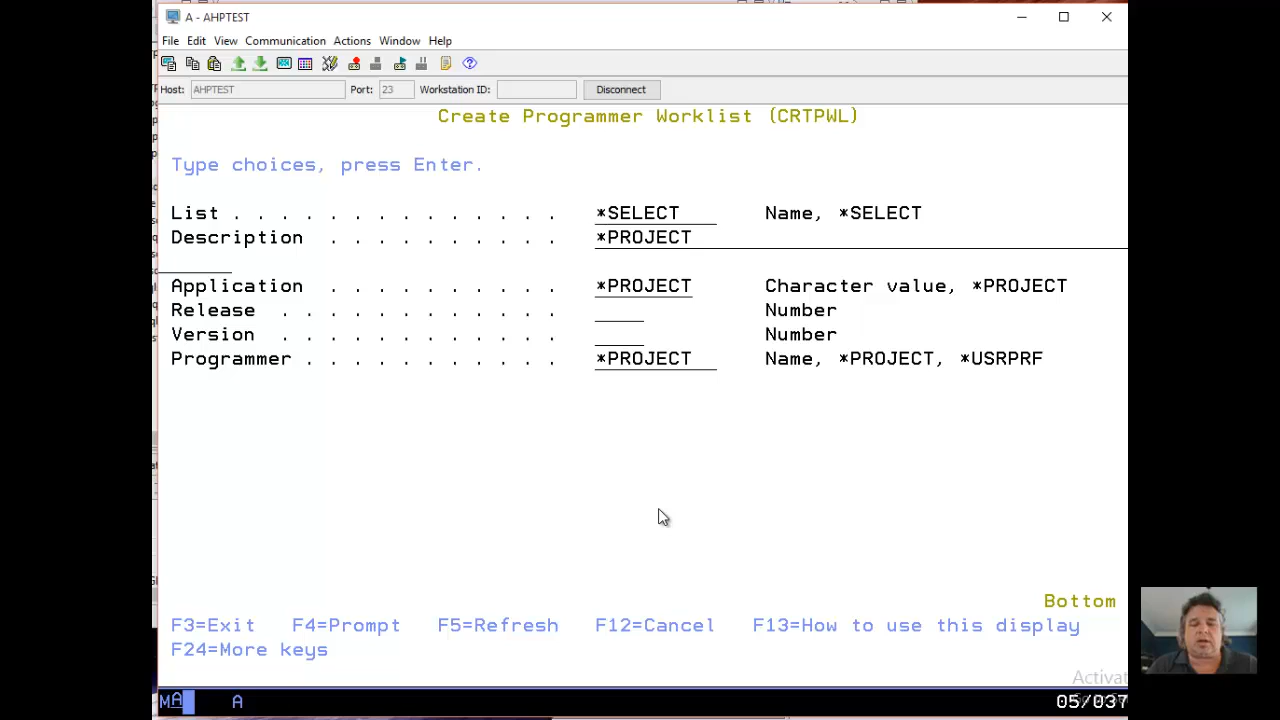 A - AHPTEST
File Edit View Communication Actions Window Help
Host: AHPTEST Port: 23 Workstation ID: Disconnect
Create Programmer Worklist (CRTPWL)
Type choices, press Enter.
List . . . . . . . . . . . . . . *SELECT Name, *SELECT
Description . . . . . . . . . . *PROJECT
Application . . . . . . . . . . *PROJECT Character value, *PROJECT
Release . . . . . . . . . . . . Number
Version . . . . . . . . . . . . Number
Programmer . . . . . . . . . . . *PROJECT Name, *PROJECT, *USRPRF
Bottom
F3=Exit F4=Prompt F5=Refresh F12=Cancel F13=How to use this display
F24=More keys
Activat
MA A 05/037